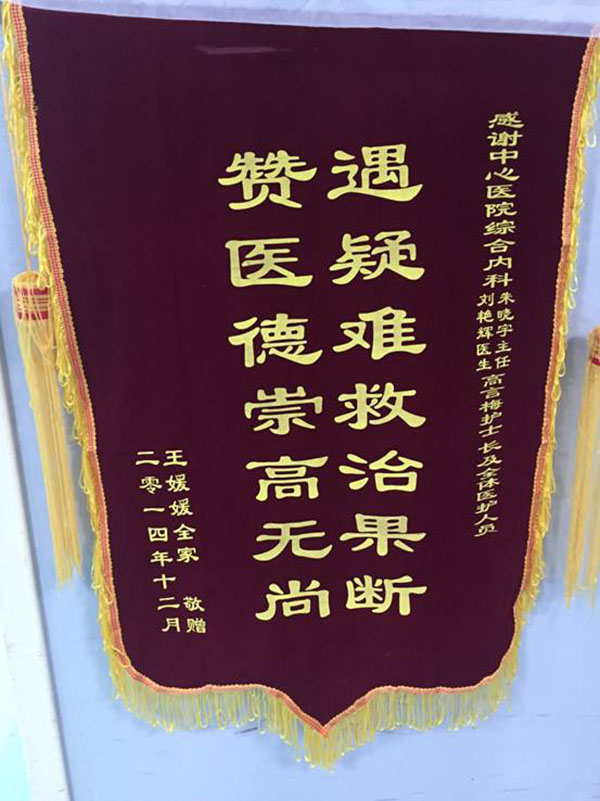 感谢中心医院综合内科
朱晓宇主任
刘艳辉医生
高言梅护士长及全体医护人员
遇疑难救治果断
赞医德崇高无尚
王媛媛全家 敬赠
二零一四年十二月